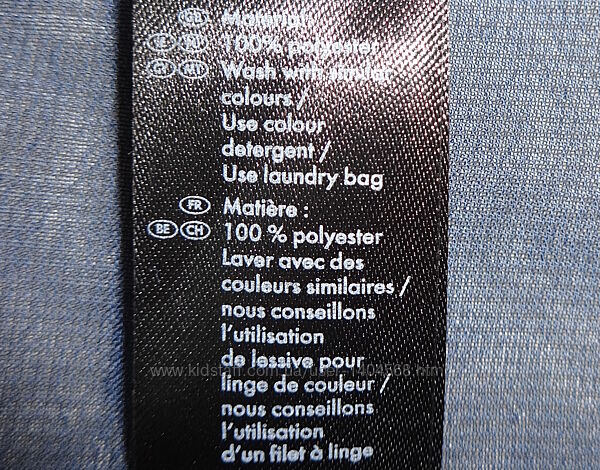 GB Material:
IE 100% polyester
Wash with similar
colours /
Use colour
detergent /
Use laundry bag
FR Matière :
BE CH 100 % polyester
Laver avec des
couleurs similaires /
nous conseillons
l'utilisation
de lessive pour
linge de couleur /
nous conseillons
l'utilisation
d'un filet à linge